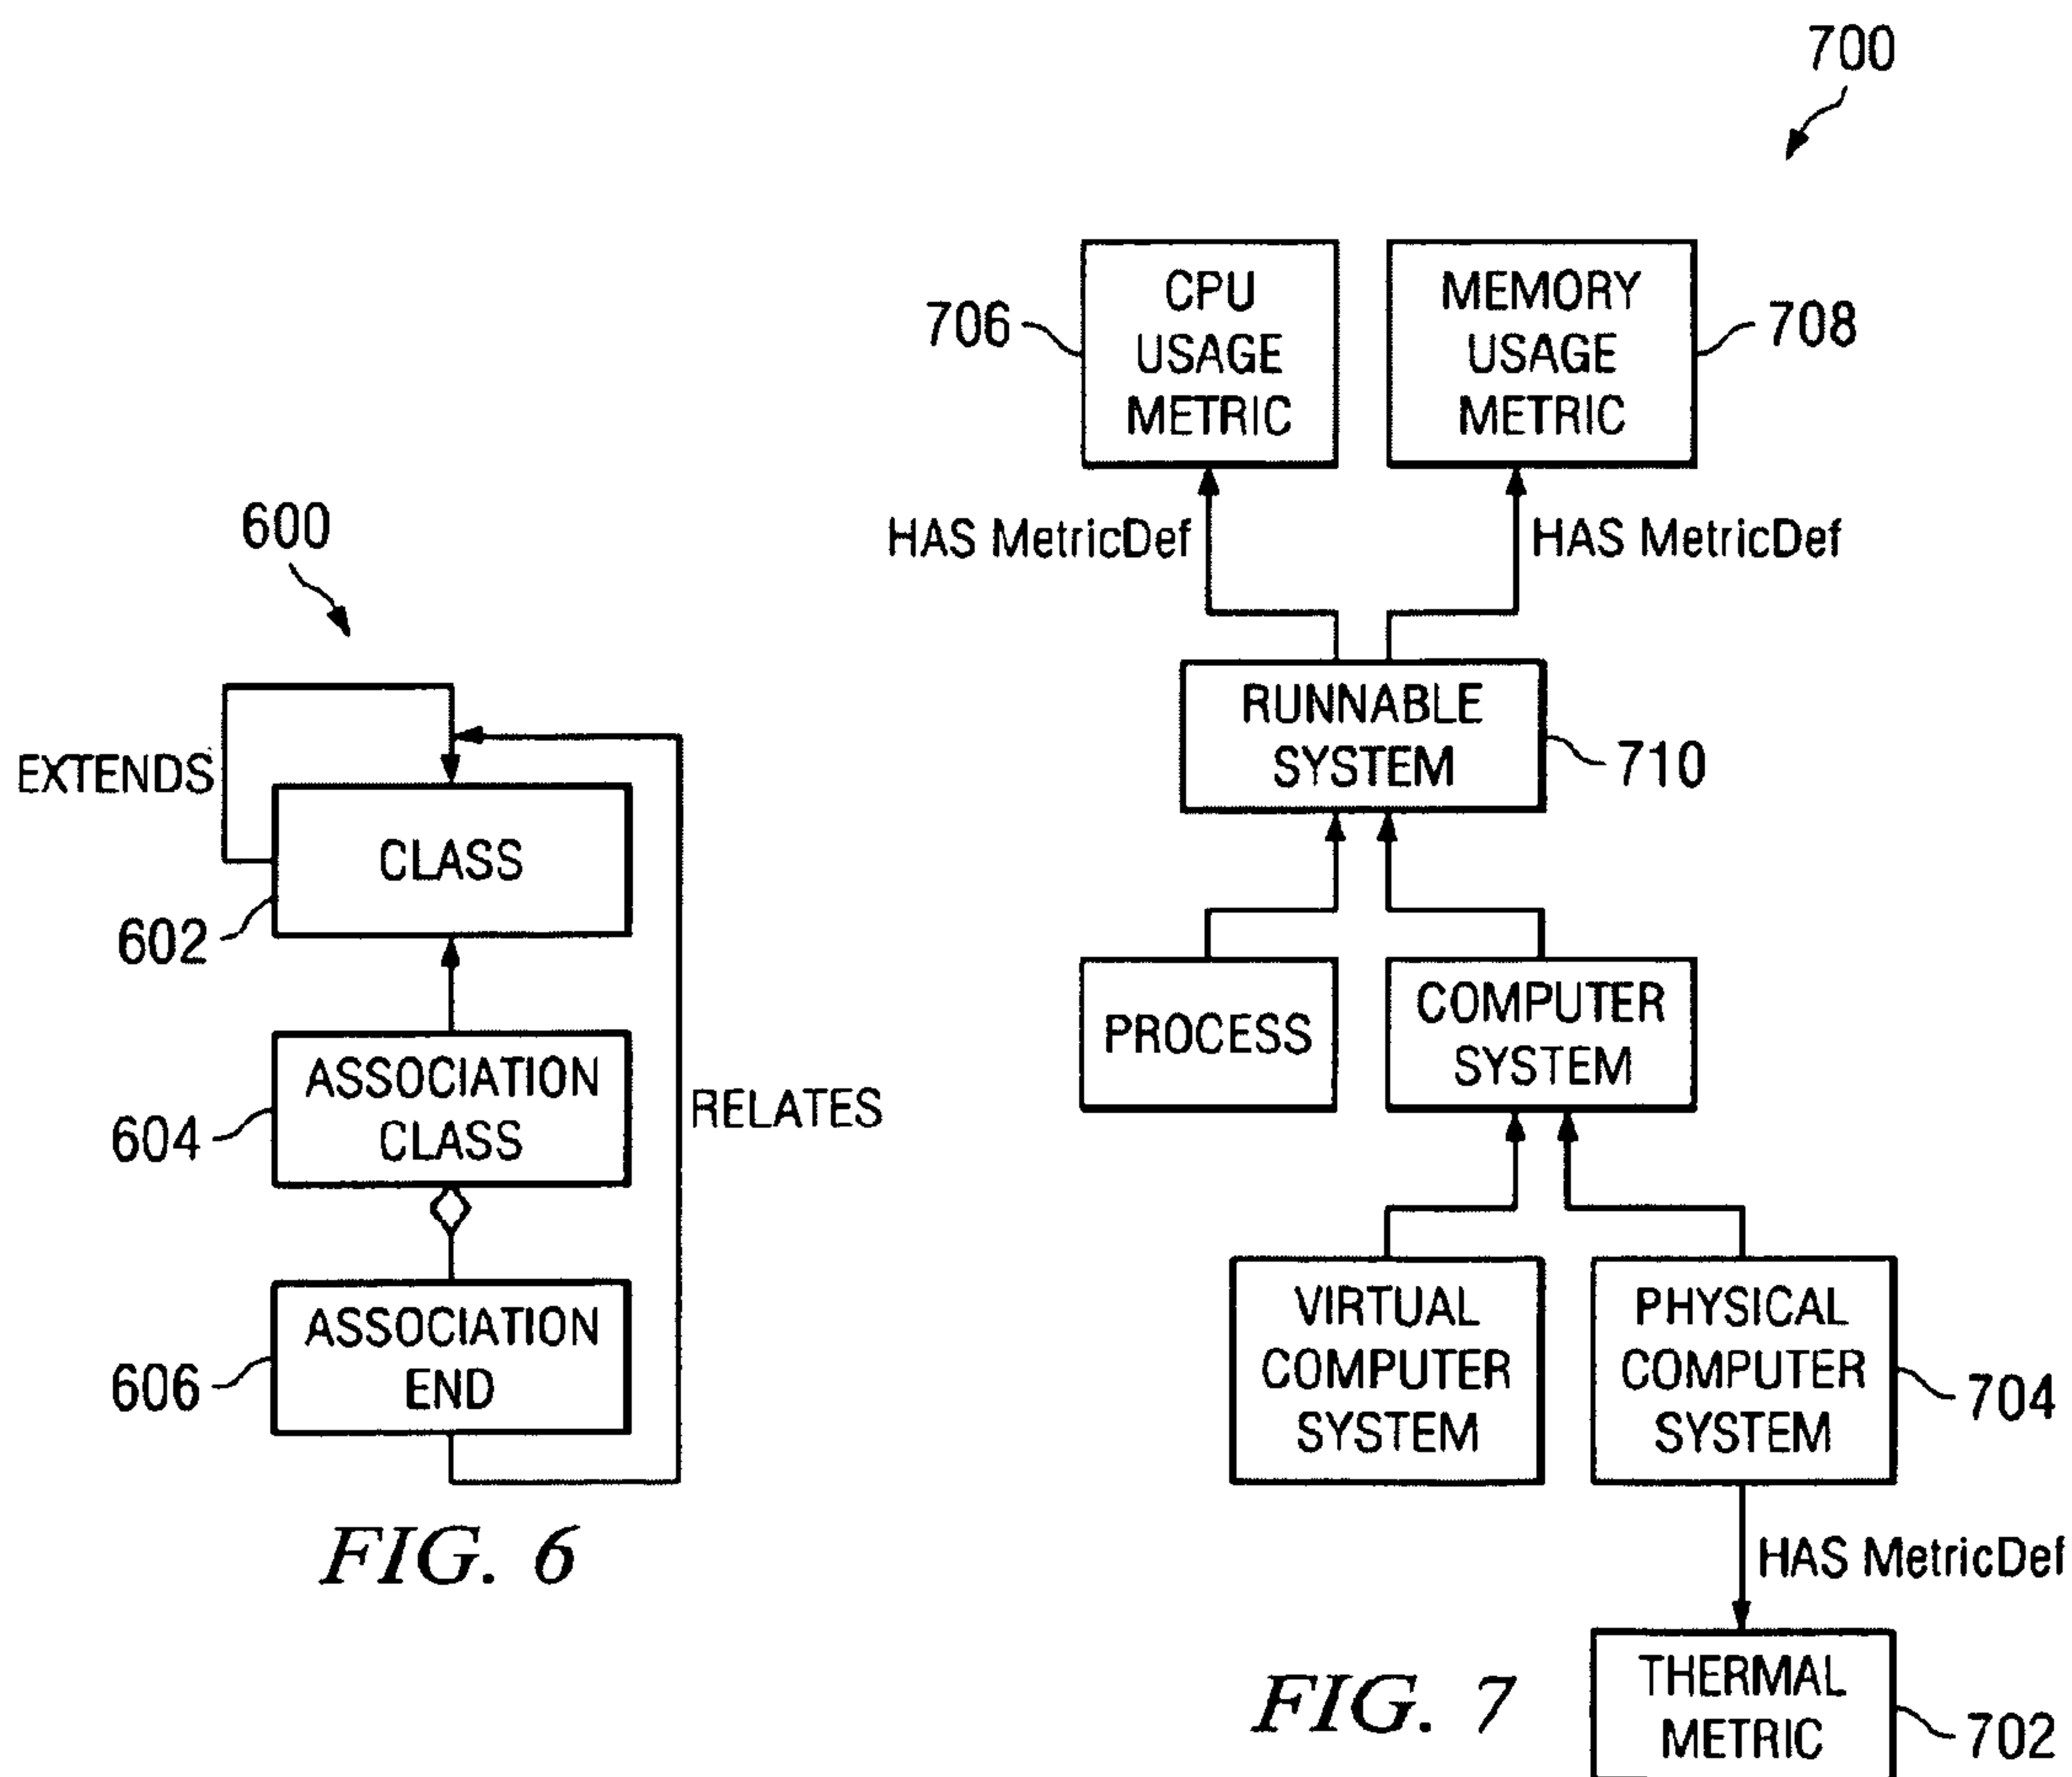 600
EXTENDS
CLASS
602
ASSOCIATION
CLASS
604
RELATES
ASSOCIATION
END
606
FIG. 6
700
CPU
USAGE
METRIC
706
MEMORY
USAGE
METRIC
708
HAS MetricDef
HAS MetricDef
RUNNABLE
SYSTEM
710
PROCESS
COMPUTER
SYSTEM
VIRTUAL
COMPUTER
SYSTEM
PHYSICAL
COMPUTER
SYSTEM
704
HAS MetricDef
THERMAL
METRIC
702
FIG. 7